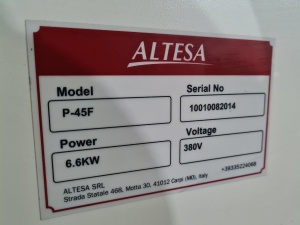 ALTESA
Model Serial No
P-45F 10010082014
Power Voltage
6.6KW 380V
ALTESA SRL +39335224088
Strada Statale 468, Motta 30, 41012 Carpi (MO), Italy